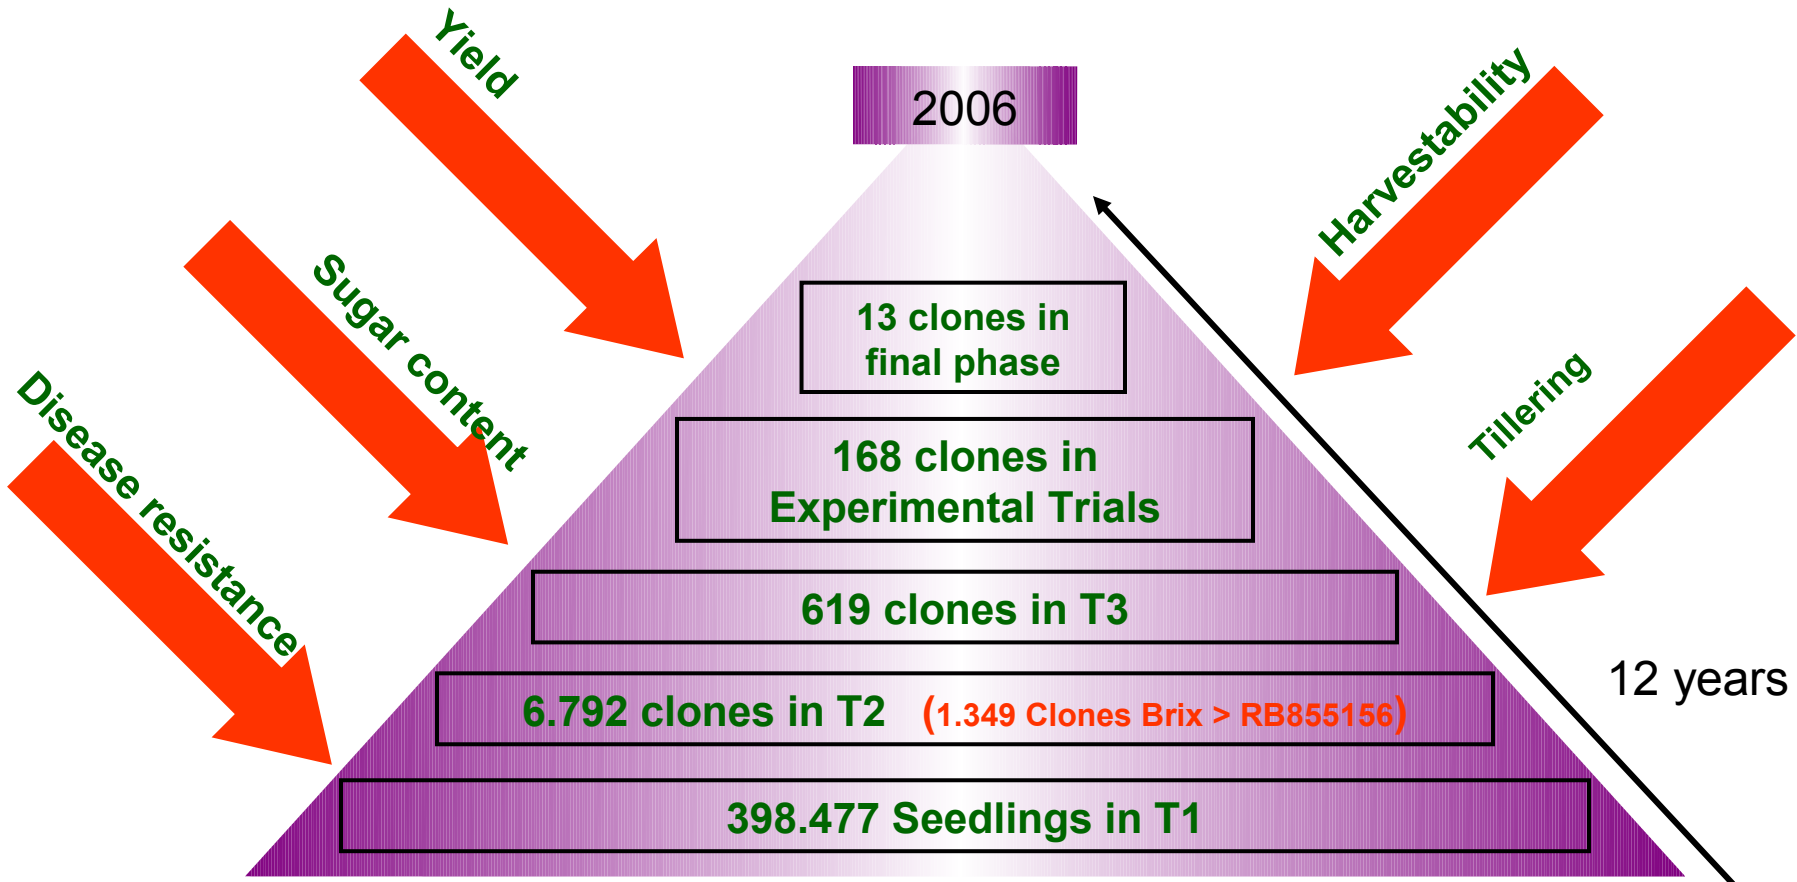 Yield
2006
Harvestability
Sugar content
13 clones in
final phase
Tillering
Disease resistance
168 clones in
Experimental Trials
619 clones in T3
12 years
6.792 clones in T2 (1.349 Clones Brix > RB855156)
398.477 Seedlings in T1